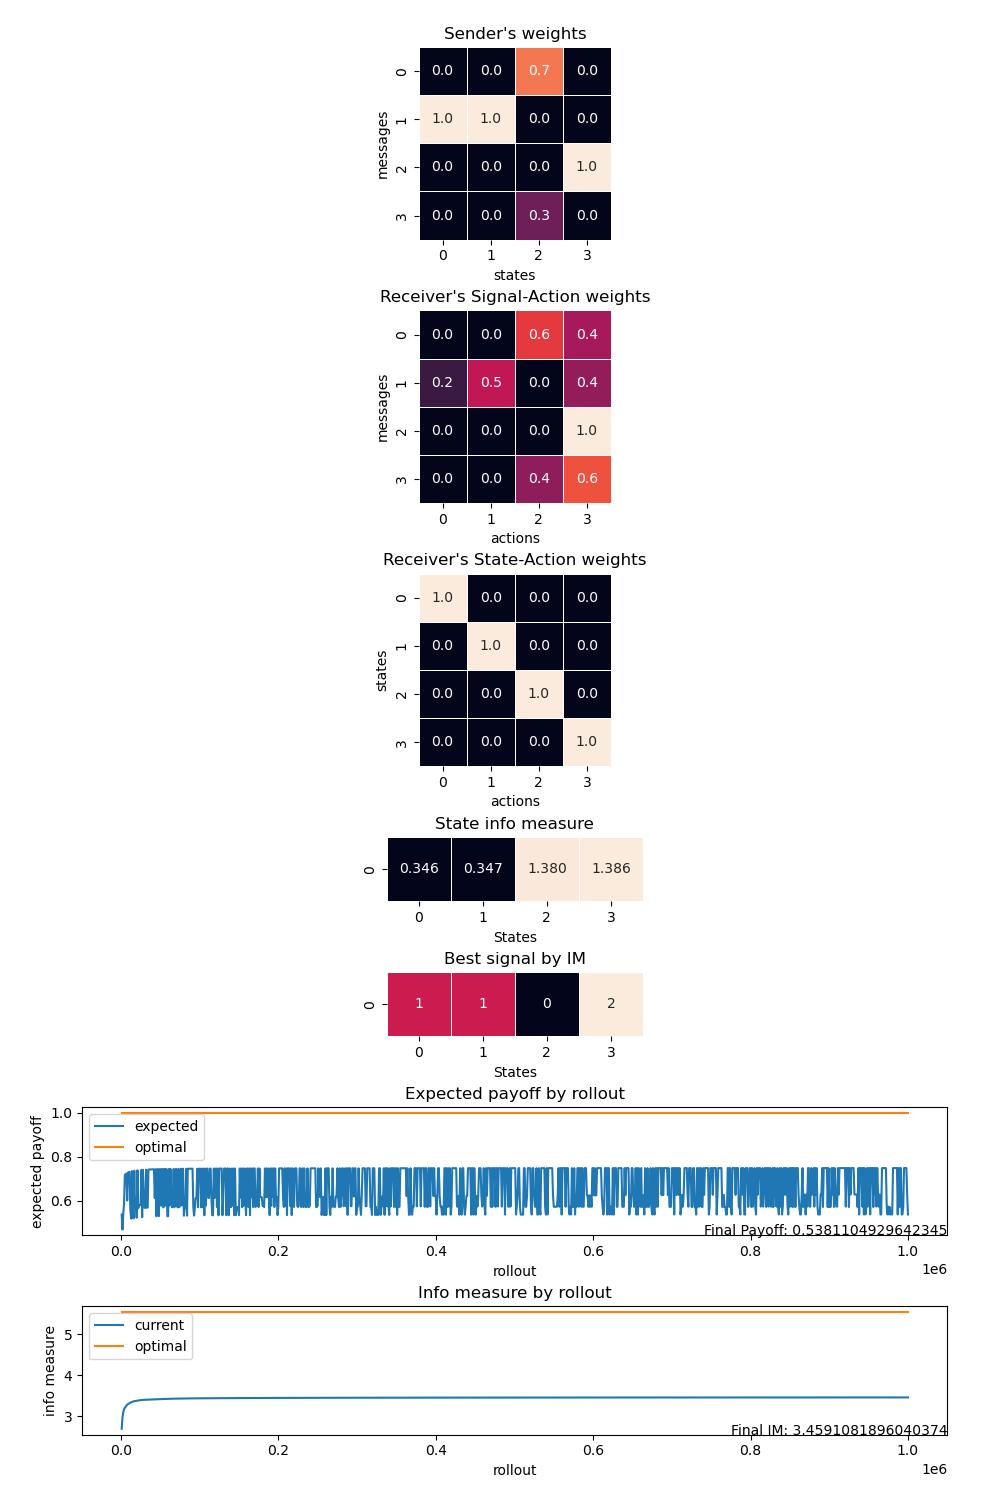 Sender's weights
0 0.0 0.0 0.7 0.0
1 1.0 1.0 0.0 0.0
2 0.0 0.0 0.0 1.0
3 0.0 0.0 0.3 0.0
messages
0 1 2 3
states
Receiver's Signal-Action weights
0 0.0 0.0 0.6 0.4
1 0.2 0.5 0.0 0.4
2 0.0 0.0 0.0 1.0
3 0.0 0.0 0.4 0.6
messages
0 1 2 3
actions
Receiver's State-Action weights
0 1.0 0.0 0.0 0.0
1 0.0 1.0 0.0 0.0
2 0.0 0.0 1.0 0.0
3 0.0 0.0 0.0 1.0
states
0 1 2 3
actions
State info measure
0 0.346 0.347 1.380 1.386
0 1 2 3
States
Best signal by IM
0 1 1 0 2
0 1 2 3
States
Expected payoff by rollout
expected payoff
1.0
0.8
0.6
expected
optimal
Final Payoff: 0.5381104929642345
0.0 0.2 0.4 0.6 0.8 1.0
1e6
rollout
Info measure by rollout
info measure
5
4
3
current
optimal
Final IM: 3.4591081896040374
0.0 0.2 0.4 0.6 0.8 1.0
1e6
rollout